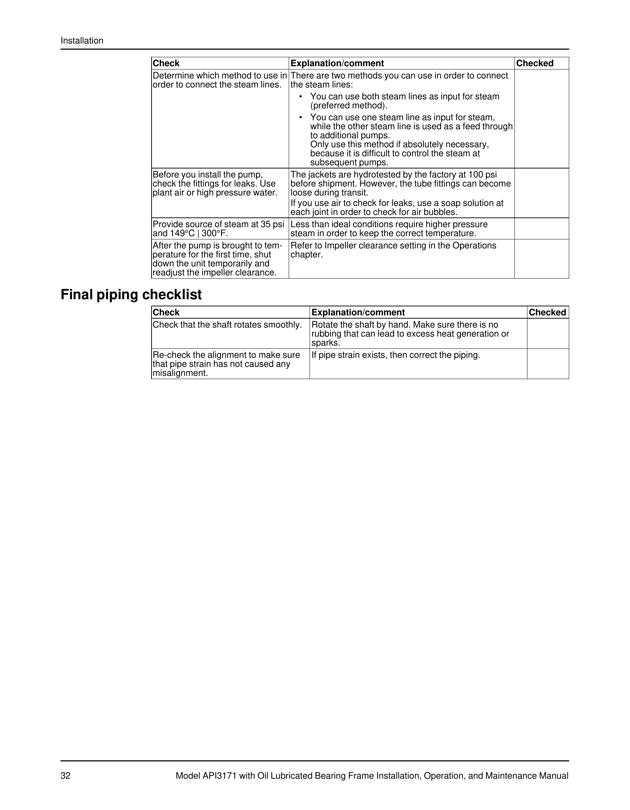 Installation
Check Explanation/comment Checked
Determine which method to use in
order to connect the steam lines.
There are two methods you can use in order to connect
the steam lines:
• You can use both steam lines as input for steam
(preferred method).
• You can use one steam line as input for steam,
while the other steam line is used as a feed through
to additional pumps.
Only use this method if absolutely necessary,
because it is difficult to control the steam at
subsequent pumps.
Before you install the pump,
check the fittings for leaks. Use
plant air or high pressure water.
The jackets are hydrotested by the factory at 100 psi
before shipment. However, the tube fittings can become
loose during transit.
If you use air to check for leaks, use a soap solution at
each joint in order to check for air bubbles.
Provide source of steam at 35 psi
and 149°C | 300°F.
Less than ideal conditions require higher pressure
steam in order to keep the correct temperature.
After the pump is brought to tem-
perature for the first time, shut
down the unit temporarily and
readjust the impeller clearance.
Refer to Impeller clearance setting in the Operations
chapter.
Final piping checklist
Check Explanation/comment Checked
Check that the shaft rotates smoothly.
Rotate the shaft by hand. Make sure there is no
rubbing that can lead to excess heat generation or
sparks.
Re-check the alignment to make sure
that pipe strain has not caused any
misalignment.
If pipe strain exists, then correct the piping.
32 Model API3171 with Oil Lubricated Bearing Frame Installation, Operation, and Maintenance Manual